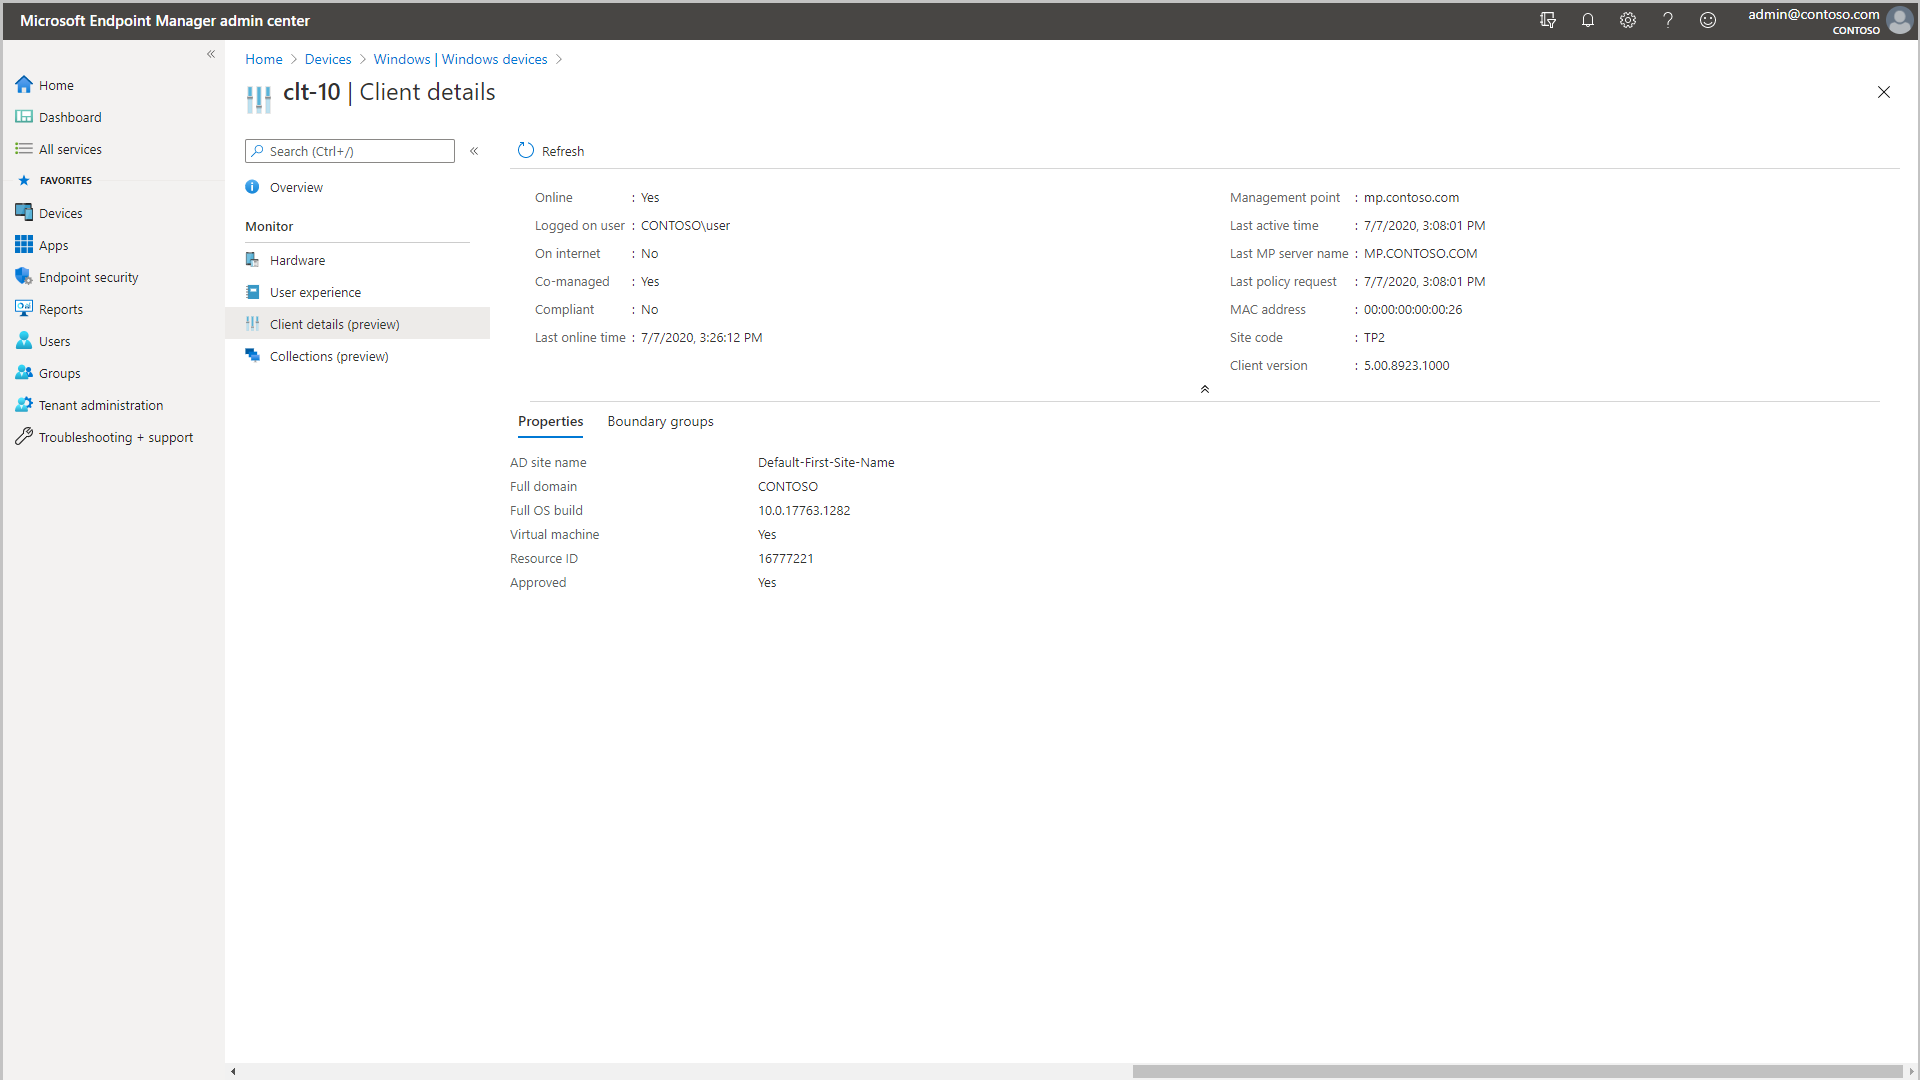 Microsoft Endpoint Manager admin center
admin@contoso.com
CONTOSO
Home
Dashboard
All services
FAVORITES
Devices
Apps
Endpoint security
Reports
Users
Groups
Tenant administration
Troubleshooting + support
Home > Devices > Windows | Windows devices >
clt-10 | Client details
Search (Ctrl+/)
Overview
Monitor
Hardware
User experience
Client details (preview)
Collections (preview)
Refresh
Online : Yes
Logged on user : CONTOSO\user
On internet : No
Co-managed : Yes
Compliant : No
Last online time : 7/7/2020, 3:26:12 PM
Management point : mp.contoso.com
Last active time : 7/7/2020, 3:08:01 PM
Last MP server name : MP.CONTOSO.COM
Last policy request : 7/7/2020, 3:08:01 PM
MAC address : 00:00:00:00:00:26
Site code : TP2
Client version : 5.00.8923.1000
Properties Boundary groups
AD site name Default-First-Site-Name
Full domain CONTOSO
Full OS build 10.0.17763.1282
Virtual machine Yes
Resource ID 16777221
Approved Yes